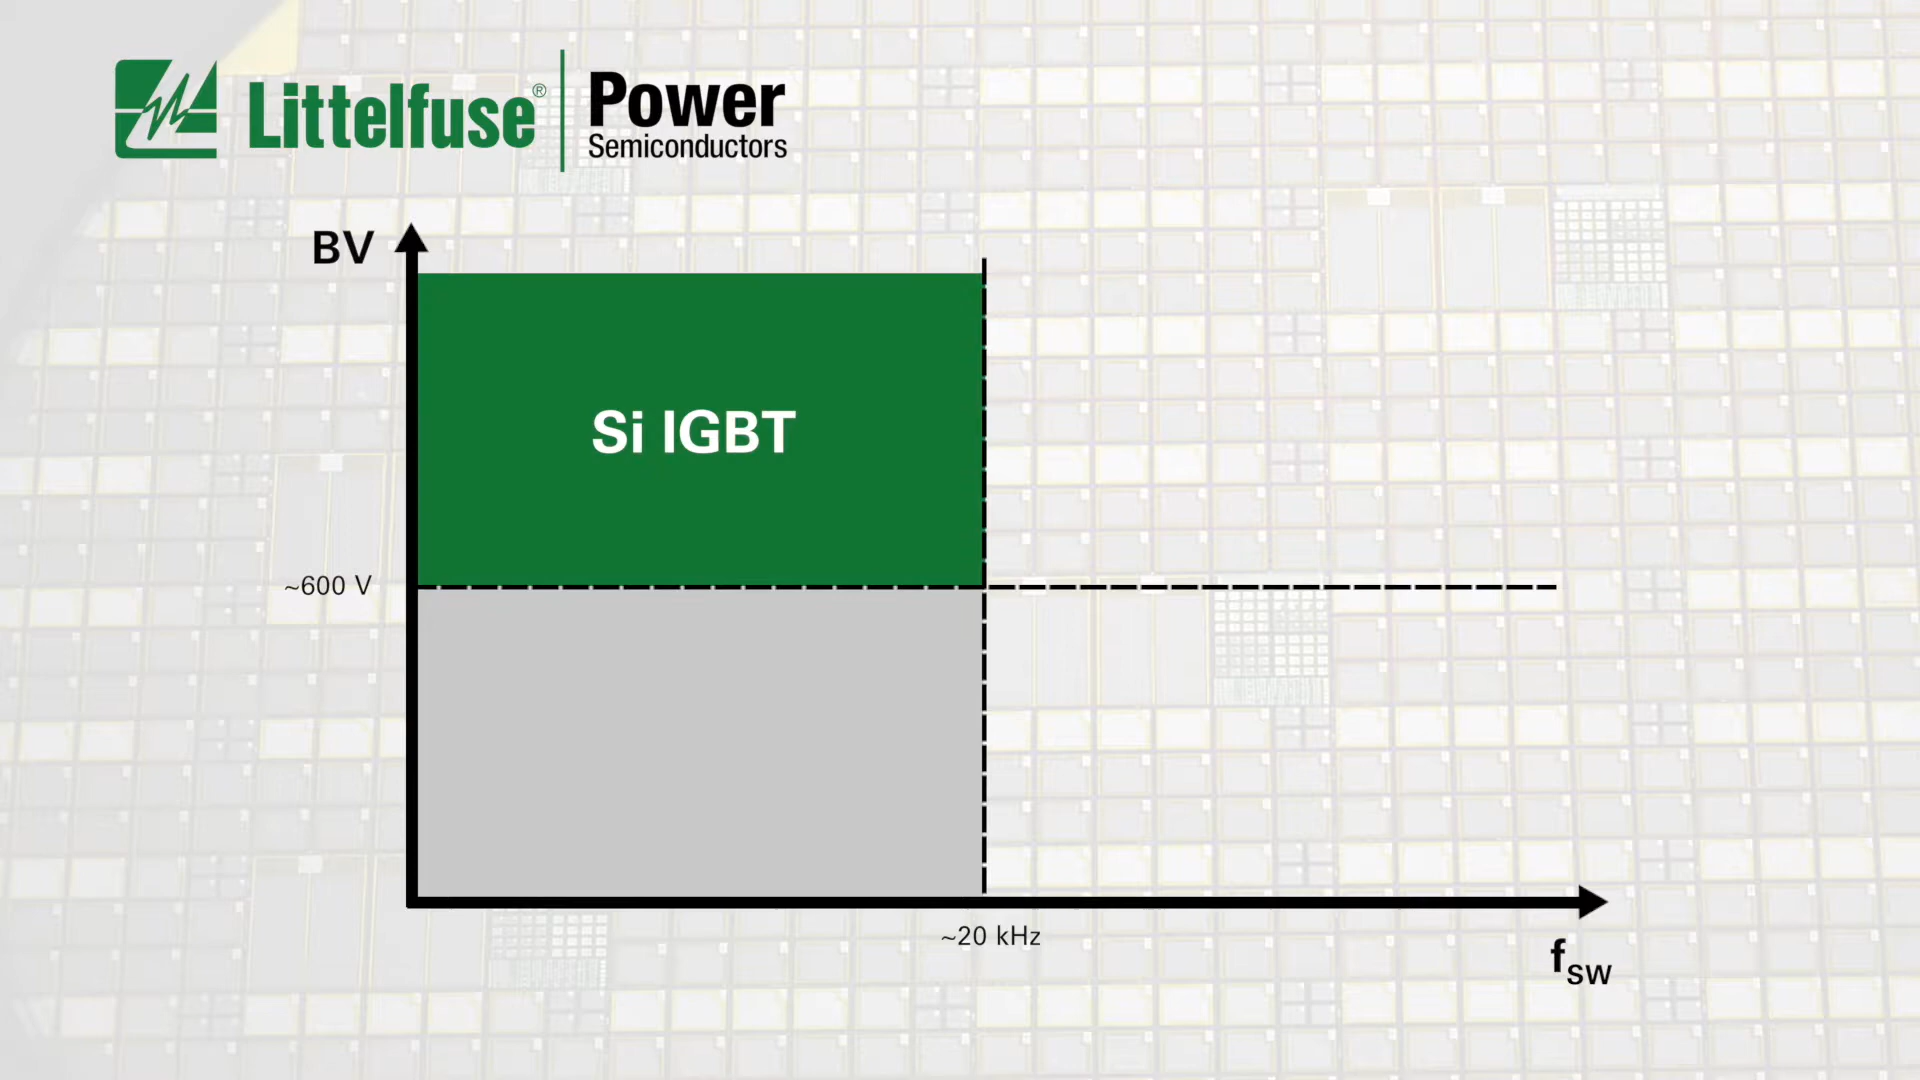 Littelfuse® Power
Semiconductors
BV
Si IGBT
~600 V
~20 kHz
fSW